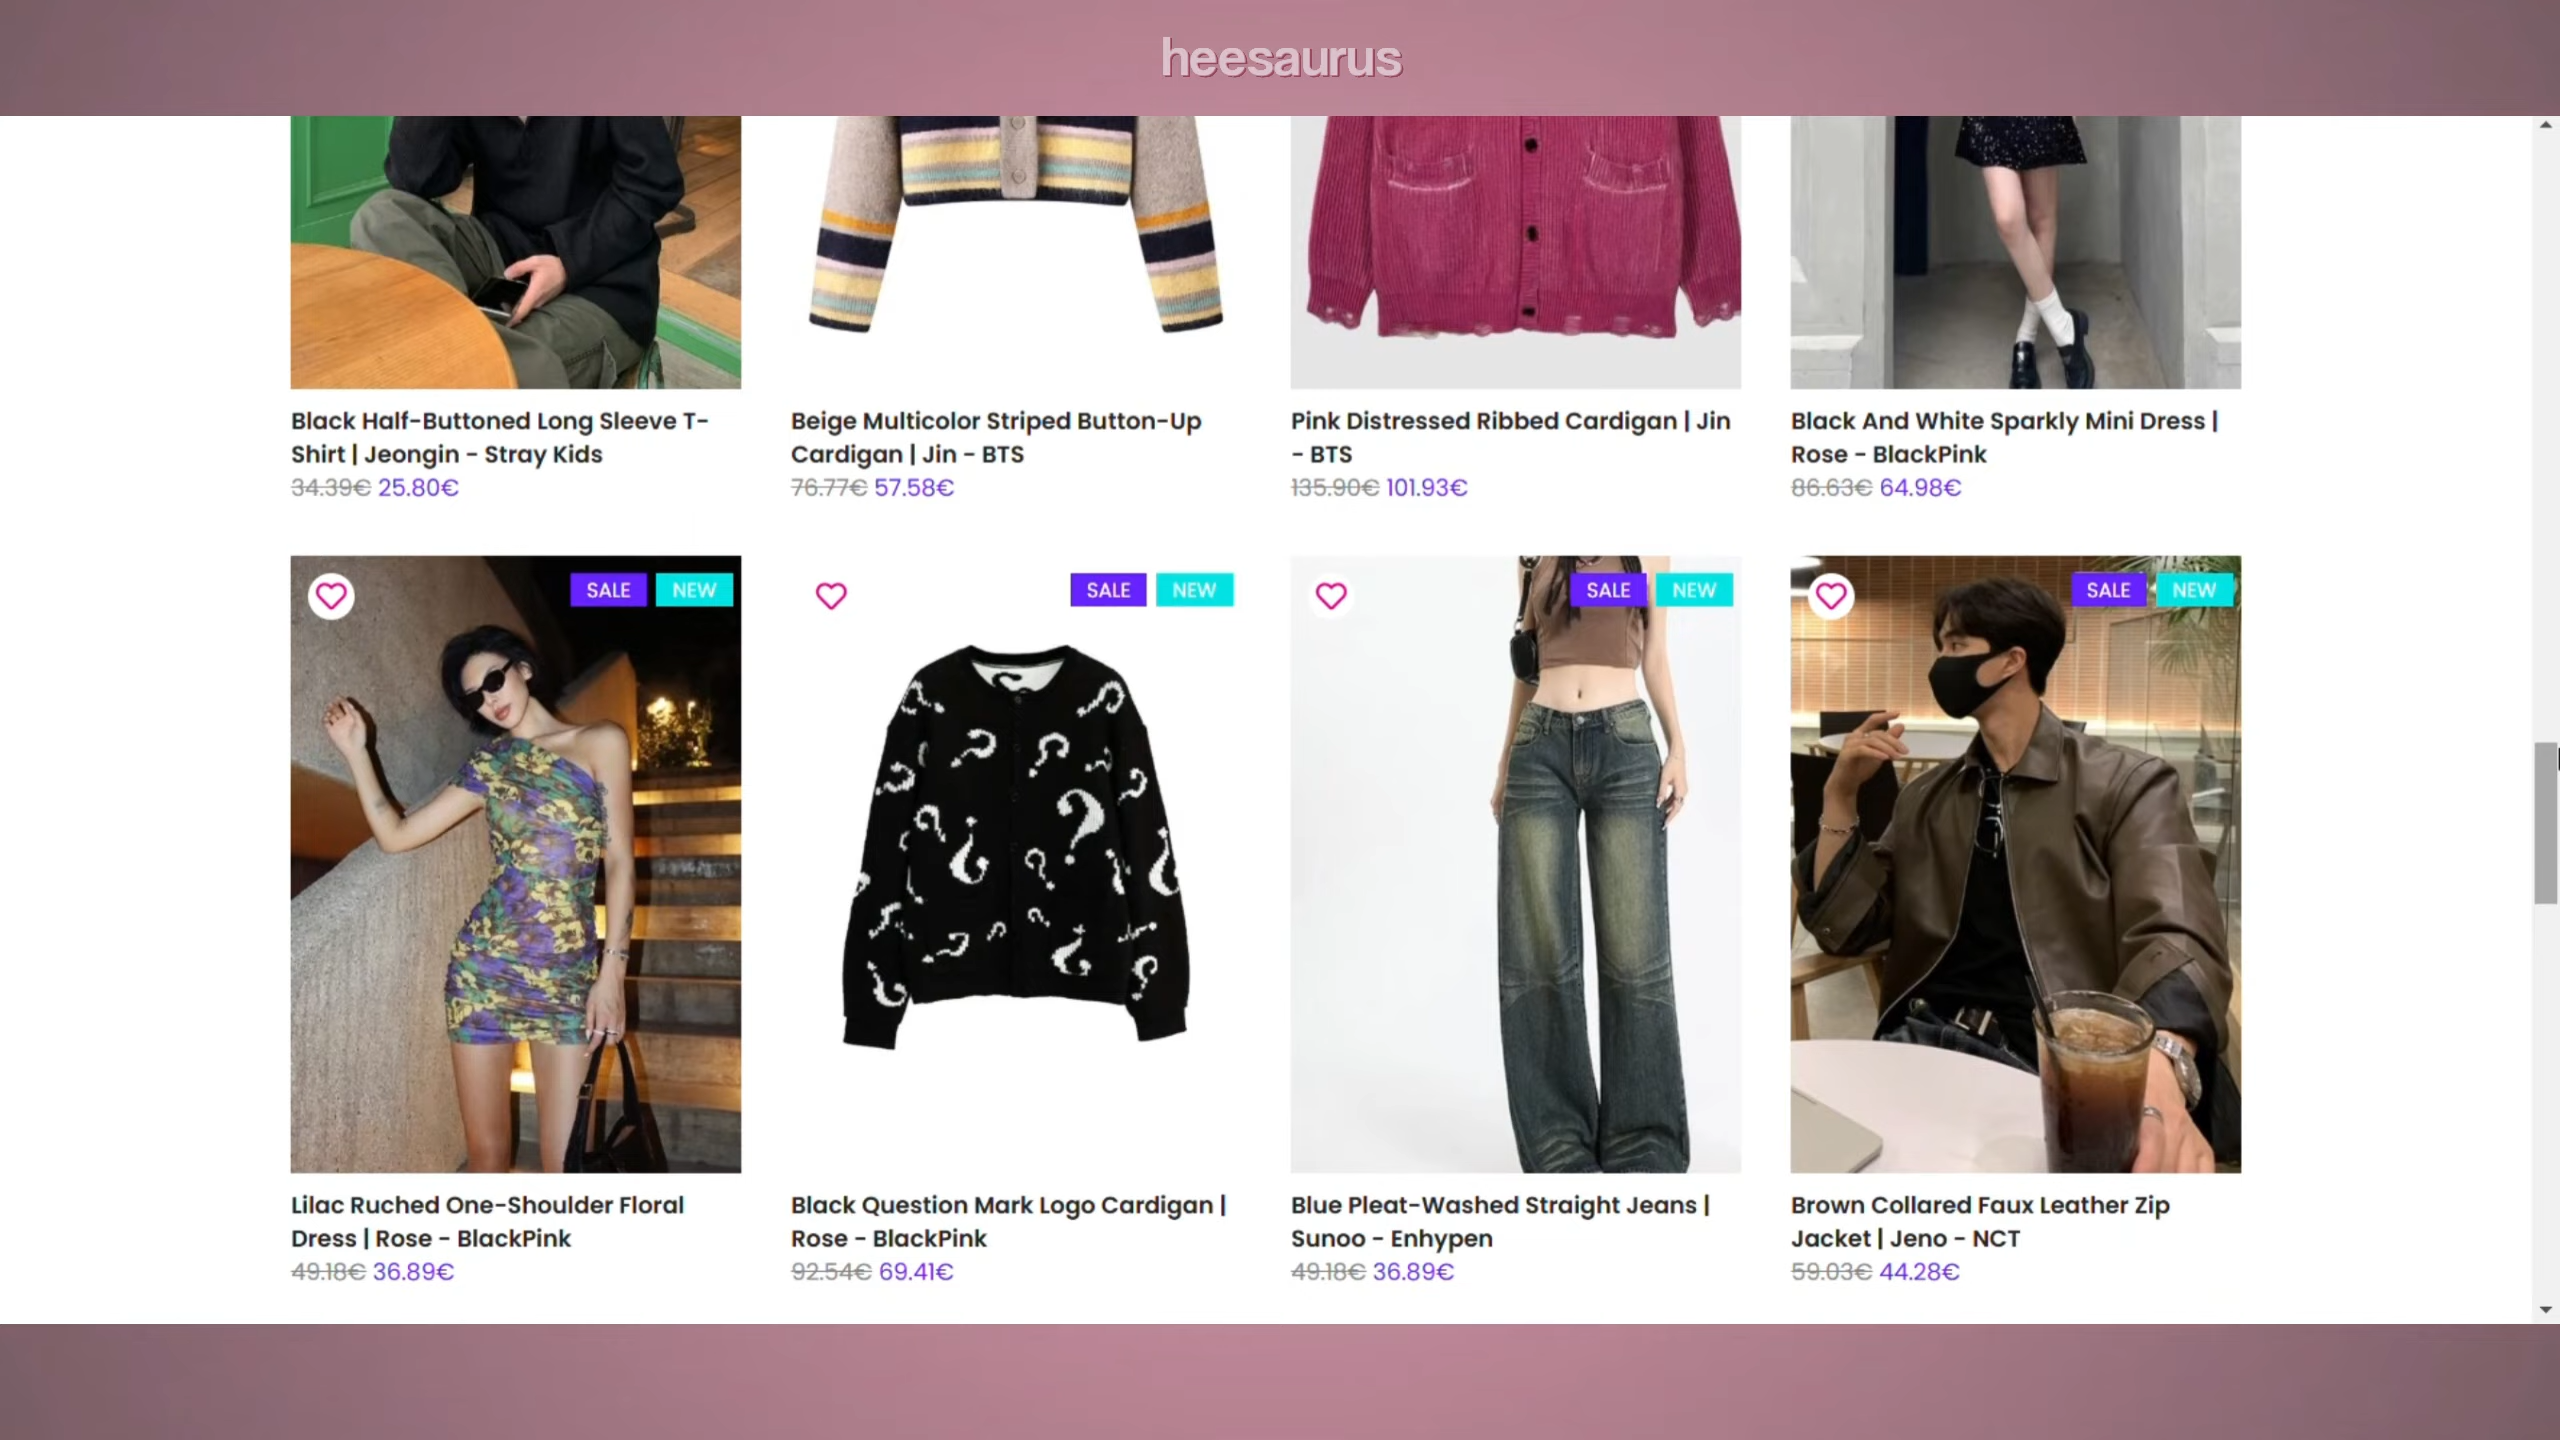 heesaurus
Black Half-Buttoned Long Sleeve T-
Shirt | Jeongin - Stray Kids
34.39€ 25.80€
Beige Multicolor Striped Button-Up
Cardigan | Jin - BTS
76.77€ 57.58€
Pink Distressed Ribbed Cardigan | Jin
- BTS
135.90€ 101.93€
Black And White Sparkly Mini Dress |
Rose - BlackPink
86.63€ 64.98€
SALE NEW
SALE NEW
SALE NEW
SALE NEW
Lilac Ruched One-Shoulder Floral
Dress | Rose - BlackPink
49.18€ 36.89€
Black Question Mark Logo Cardigan |
Rose - BlackPink
92.54€ 69.41€
Blue Pleat-Washed Straight Jeans |
Sunoo - Enhypen
49.18€ 36.89€
Brown Collared Faux Leather Zip
Jacket | Jeno - NCT
59.03€ 44.28€